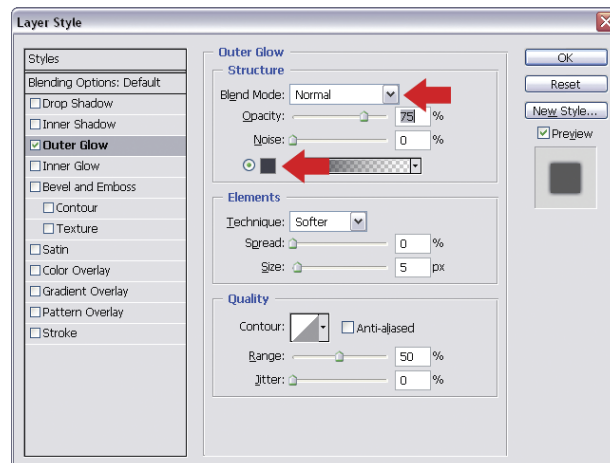 Layer Style
Styles
Blending Options: Default
Drop Shadow
Inner Shadow
Outer Glow
Inner Glow
Bevel and Emboss
Contour
Texture
Satin
Color Overlay
Gradient Overlay
Pattern Overlay
Stroke
Outer Glow
Structure
Blend Mode: Normal
Opacity: 75 %
Noise: 0 %
Elements
Technique: Softer
Spread: 0 %
Size: 5 px
Quality
Contour: Anti-aliased
Range: 50 %
Jitter: 0 %
OK
Reset
New Style...
Preview